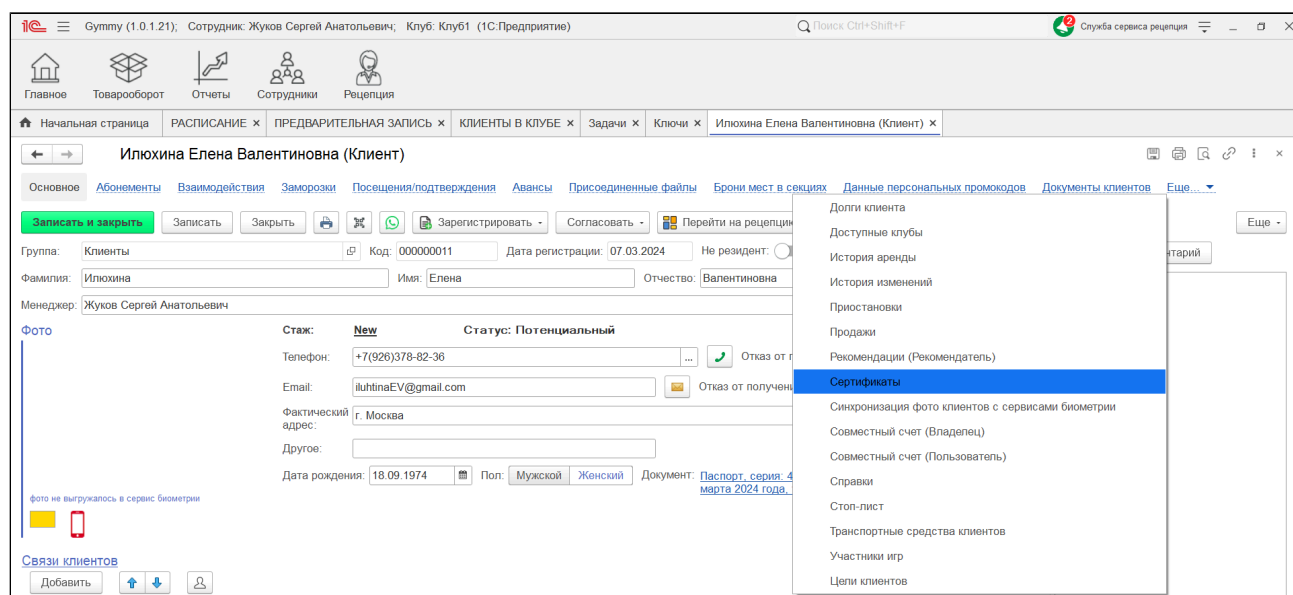 Gymmy (1.0.1.21); Сотрудник: Жуков Сергей Анатольевич; Клуб: Клуб1 (1С:Предприятие) Поиск Ctrl+Shift+F 2 Служба сервиса рецепция
Главное Товарооборот Отчеты Сотрудники Рецепция
Начальная страница РАСПИСАНИЕ × ПРЕДВАРИТЕЛЬНАЯ ЗАПИСЬ × КЛИЕНТЫ В КЛУБЕ × Задачи × Ключи × Илюхина Елена Валентиновна (Клиент) ×
Илюхина Елена Валентиновна (Клиент)
Основное Абонементы Взаимодействия Заморозки Посещения/подтверждения Авансы Присоединенные файлы Брони мест в секциях Данные персональных промокодов Документы клиентов Еще...
Записать и закрыть Записать Закрыть Зарегистрировать Согласовать Перейти на рецепцию Еще
Группа: Клиенты Код: 000000011 Дата регистрации: 07.03.2024 Не резидент: нтарий
Фамилия: Илюхина Имя: Елена Отчество: Валентиновна
Менеджер: Жуков Сергей Анатольевич
Фото Стаж: New Статус: Потенциальный
Телефон: +7(926)378-82-36 ... Отказ от п
Email: iluhtinaEV@gmail.com Отказ от получени
Фактический адрес: г. Москва
Другое:
Дата рождения: 18.09.1974 Пол: Мужской Женский Документ: Паспорт, серия: 4
марта 2024 года,
фото не выгружалось в сервис биометрии
Связи клиентов
Добавить
Долги клиента
Доступные клубы
История аренды
История изменений
Приостановки
Продажи
Рекомендации (Рекомендатель)
Сертификаты
Синхронизация фото клиентов с сервисами биометрии
Совместный счет (Владелец)
Совместный счет (Пользователь)
Справки
Стоп-лист
Транспортные средства клиентов
Участники игр
Цели клиентов